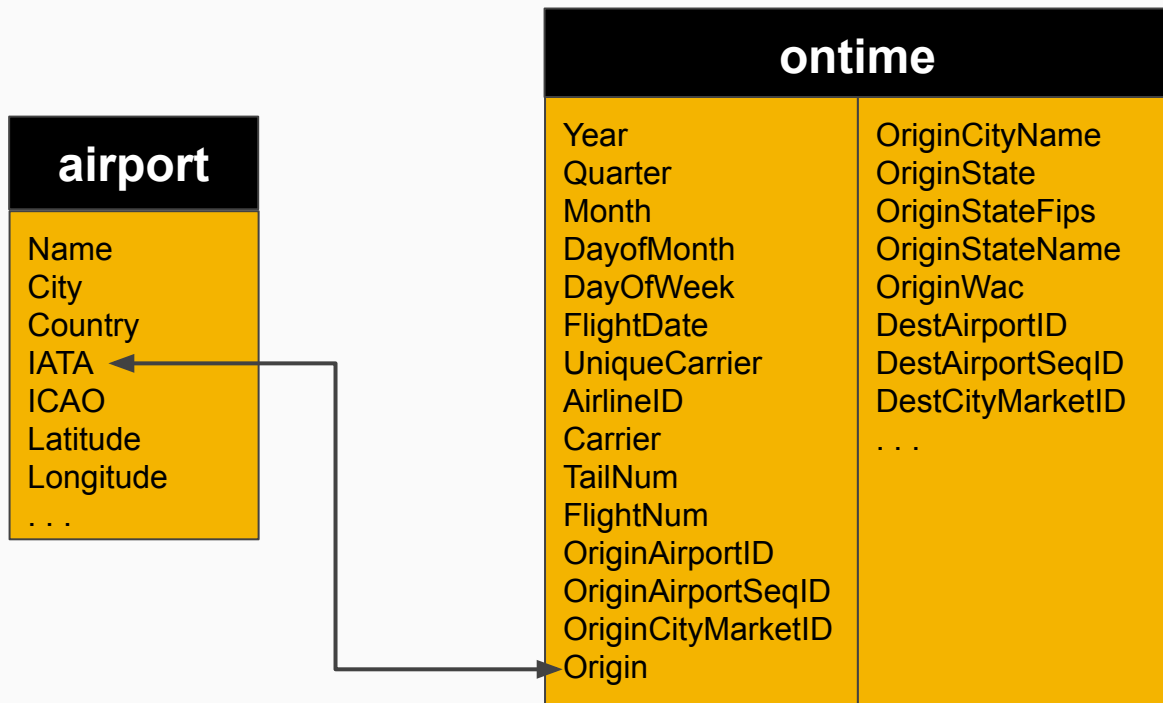 airport
Name
City
Country
IATA
ICAO
Latitude
Longitude
. . .
ontime
Year
Quarter
Month
DayofMonth
DayOfWeek
FlightDate
UniqueCarrier
AirlineID
Carrier
TailNum
FlightNum
OriginAirportID
OriginAirportSeqID
OriginCityMarketID
Origin
OriginCityName
OriginState
OriginStateFips
OriginStateName
OriginWac
DestAirportID
DestAirportSeqID
DestCityMarketID
. . .